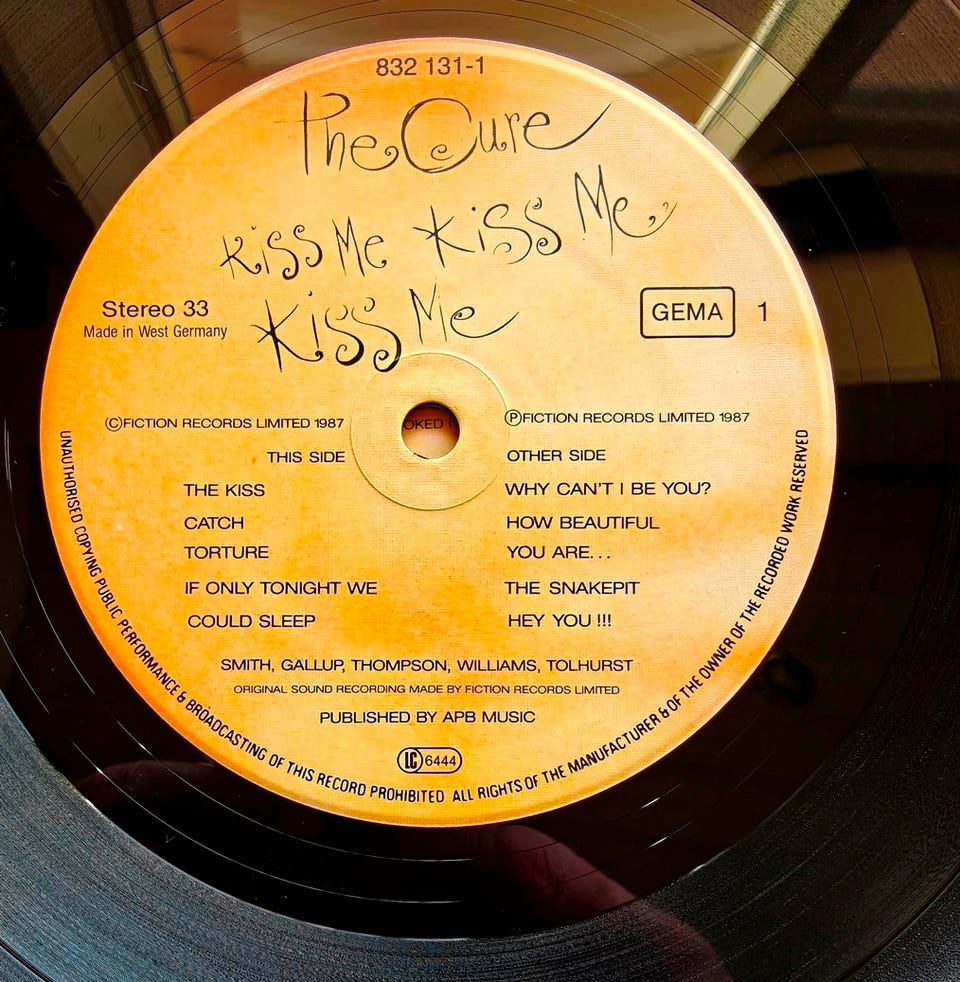 832 131-1
The Cure
Kiss Me Kiss Me
Kiss Me
Stereo 33
Made in West Germany
GEMA 1
ⒸFICTION RECORDS LIMITED 1987
ⓅFICTION RECORDS LIMITED 1987
THIS SIDE
THE KISS
CATCH
TORTURE
IF ONLY TONIGHT WE
COULD SLEEP
OTHER SIDE
WHY CAN'T I BE YOU?
HOW BEAUTIFUL
YOU ARE...
THE SNAKEPIT
HEY YOU !!!
SMITH, GALLUP, THOMPSON, WILLIAMS, TOLHURST
ORIGINAL SOUND RECORDING MADE BY FICTION RECORDS LIMITED
PUBLISHED BY APB MUSIC
LC 6444
UNAUTHORISED COPYING PUBLIC PERFORMANCE & BROADCASTING OF THIS RECORD PROHIBITED ALL RIGHTS OF THE MANUFACTURER & OF THE OWNER OF THE RECORDED WORK RESERVED